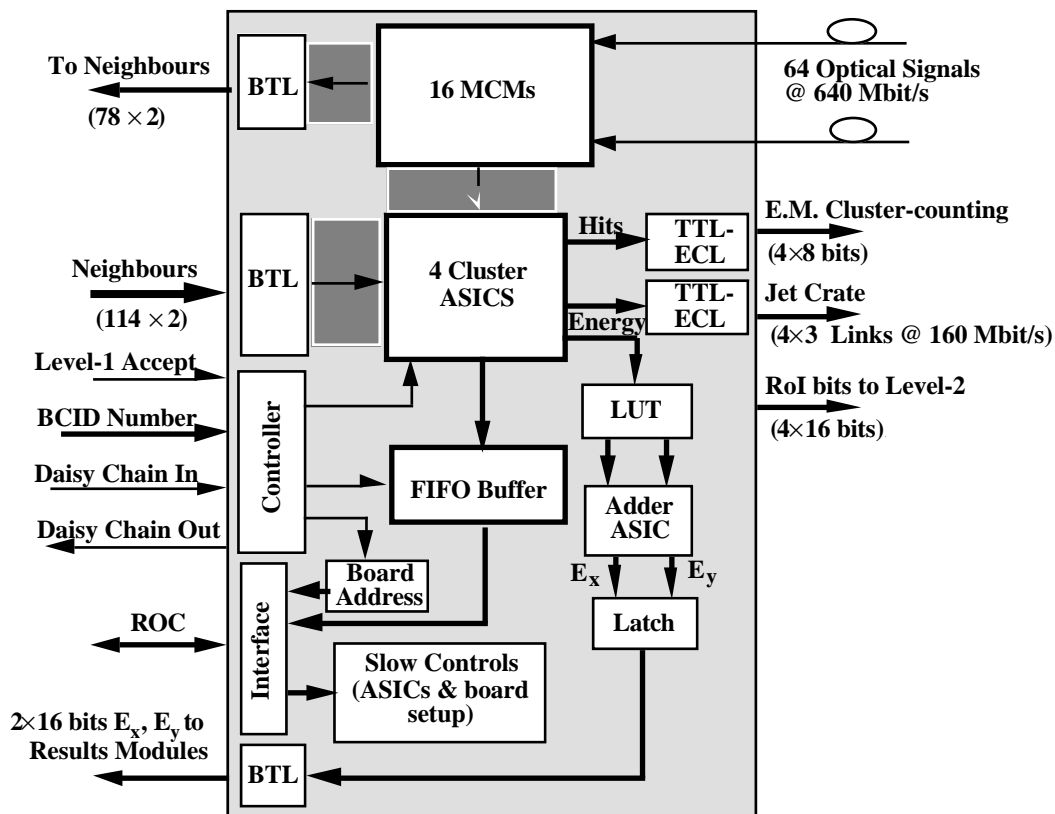 To Neighbours
(78 × 2)
BTL
16 MCMs
64 Optical Signals
@ 640 Mbit/s
Neighbours
(114 × 2)
BTL
4 Cluster
ASICS
Hits
Energy
TTL-
ECL
TTL-
ECL
E.M. Cluster-counting
(4×8 bits)
Jet Crate
(4×3 Links @ 160 Mbit/s)
RoI bits to Level-2
(4×16 bits)
Level-1 Accept
BCID Number
Daisy Chain In
Daisy Chain Out
Controller
FIFO Buffer
LUT
Adder
ASIC
Ex
Ey
Latch
Board
Address
ROC
Interface
Slow Controls
(ASICs & board
setup)
2×16 bits Ex, Ey to
Results Modules
BTL